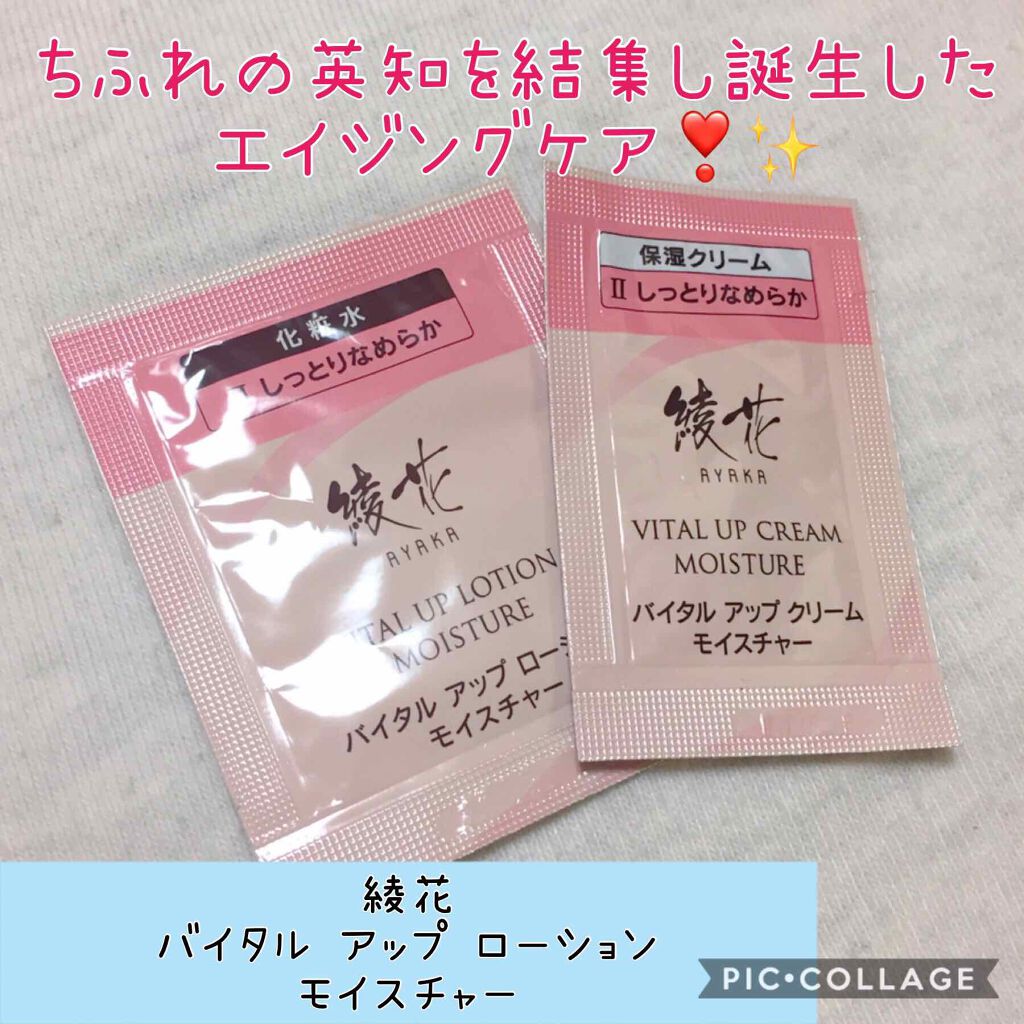 ちふれの英知を結集し誕生した
エイジングケア❣️✨
化粧水
Ⅱ しっとりなめらか
綾花
AYAKA
VITAL UP LOTION
MOISTURE
バイタル アップ ローション
モイスチャー
保湿クリーム
Ⅱ しっとりなめらか
綾花
AYAKA
VITAL UP CREAM
MOISTURE
バイタル アップ クリーム
モイスチャー
綾花
バイタル アップ ローション
モイスチャー
PIC•COLLAGE